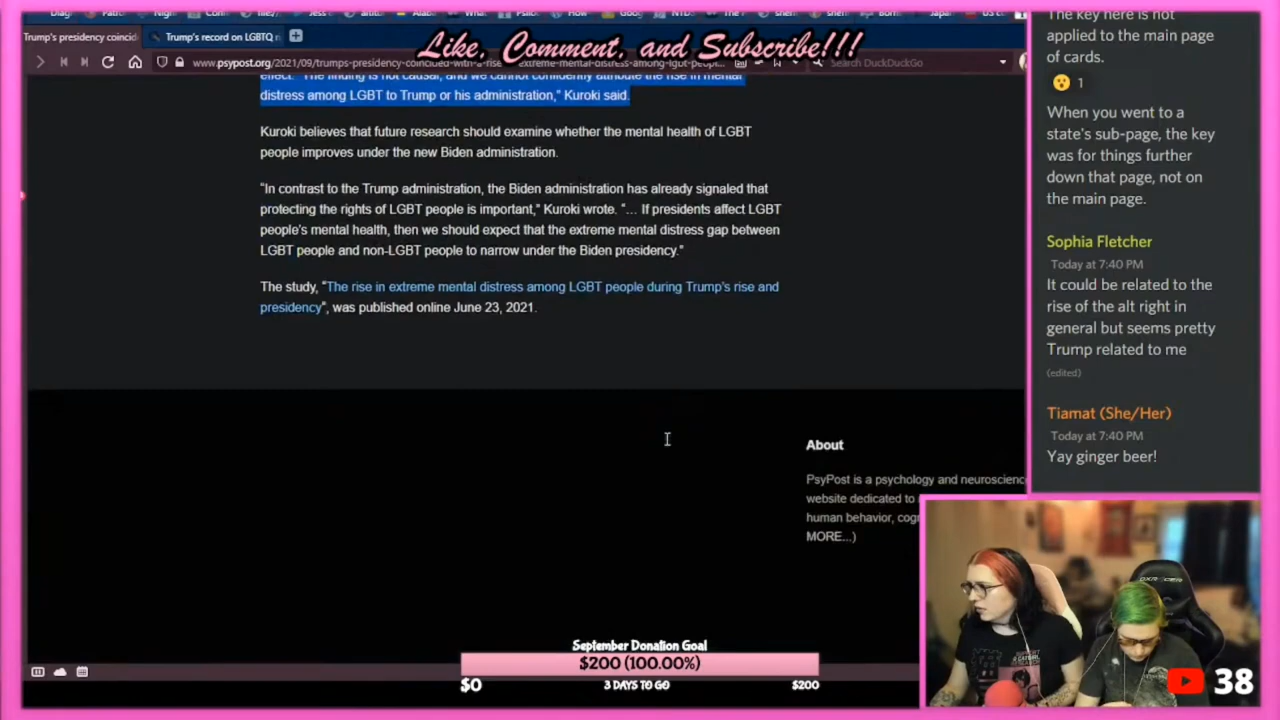 Trump's presidency coincid
Trump's record on LGBTQ ri
Like, Comment, and Subscribe!!!
www.psypost.org/2021/09/trumps-presidency-coincided-with-a-rise
extreme-mental-distress-among-lgbt-peopl...
Search DuckDuckGo
effect. "The finding is not causal, and we cannot confidently attribute the rise in mental
distress among LGBT to Trump or his administration," Kuroki said.
Kuroki believes that future research should examine whether the mental health of LGBT
people improves under the new Biden administration.
“In contrast to the Trump administration, the Biden administration has already signaled that
protecting the rights of LGBT people is important,” Kuroki wrote. “… If presidents affect LGBT
people’s mental health, then we should expect that the extreme mental distress gap between
LGBT people and non-LGBT people to narrow under the Biden presidency.”
The study, “The rise in extreme mental distress among LGBT people during Trump’s rise and
presidency“, was published online June 23, 2021.
About
PsyPost is a psychology and neuroscience
website dedicated to
human behavior, cog
MORE...)
The key here is not
applied to the main page
of cards.
1
When you went to a
state's sub-page, the key
was for things further
down that page, not on
the main page.
Sophia Fletcher
Today at 7:40 PM
It could be related to the
rise of the alt right in
general but seems pretty
Trump related to me
(edited)
Tiamat (She/Her)
Today at 7:40 PM
Yay ginger beer!
DXRACER
September Donation Goal
$200 (100.00%)
$0
3 DAYS TO GO
$200
38